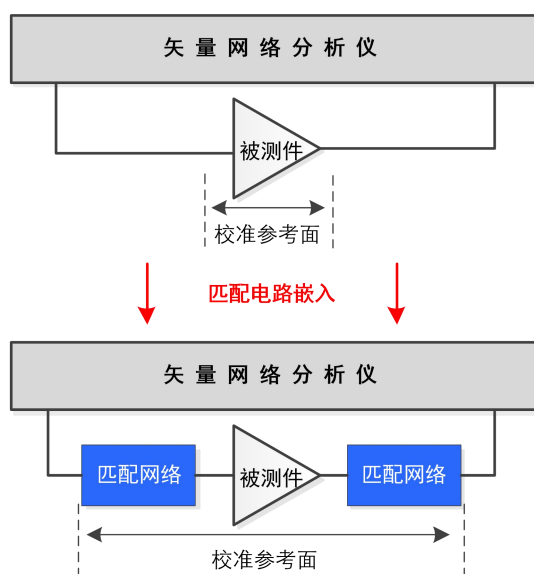 矢量网络分析仪
被测件
校准参考面
匹配电路嵌入
矢量网络分析仪
匹配网络 被测件 匹配网络
校准参考面